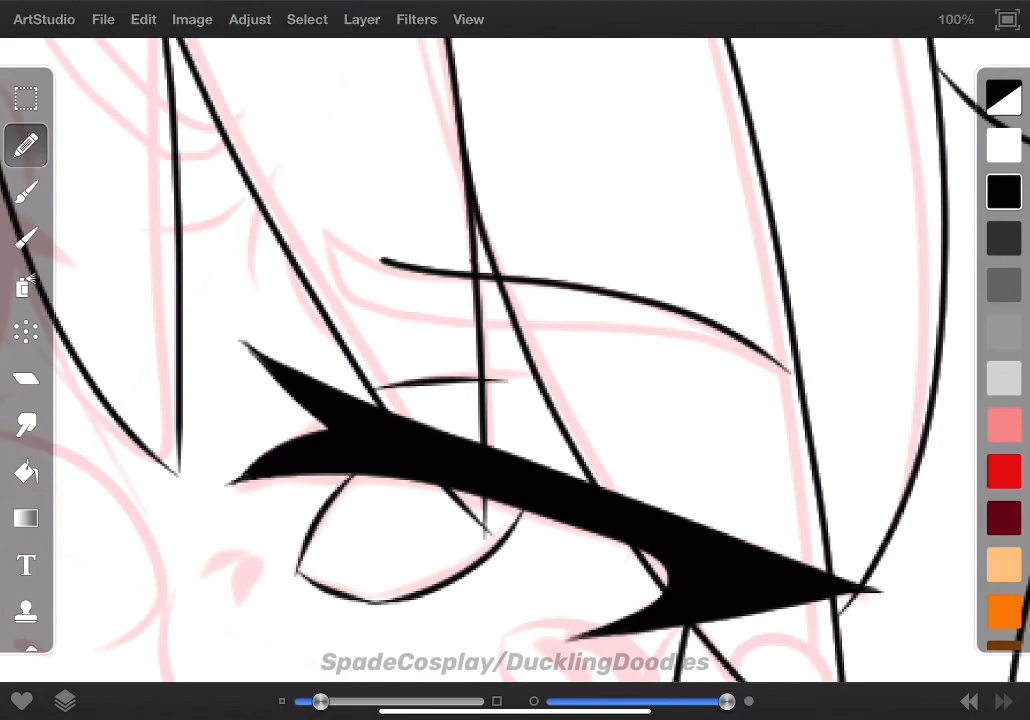 ArtStudio File Edit Image Adjust Select Layer Filters View 100%
T
SpadeCosplay/DucklingDoodles